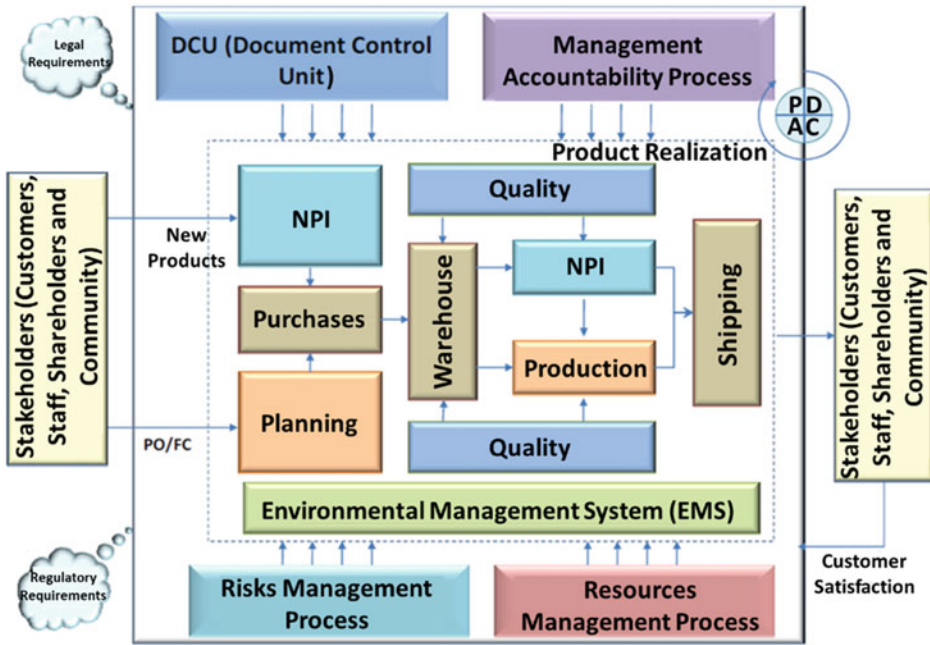 Legal
Requirements
DCU (Document Control
Unit)
Management
Accountability Process
P D
A C
Product Realization
Stakeholders (Customers,
Staff, Shareholders and
Community)
New
Products
NPI
Quality
NPI
Purchases
Warehouse
Shipping
Production
Planning
PO/FC
Quality
Stakeholders (Customers,
Staff, Shareholders and
Community)
Environmental Management System (EMS)
Customer
Satisfaction
Regulatory
Requirements
Risks Management
Process
Resources
Management Process